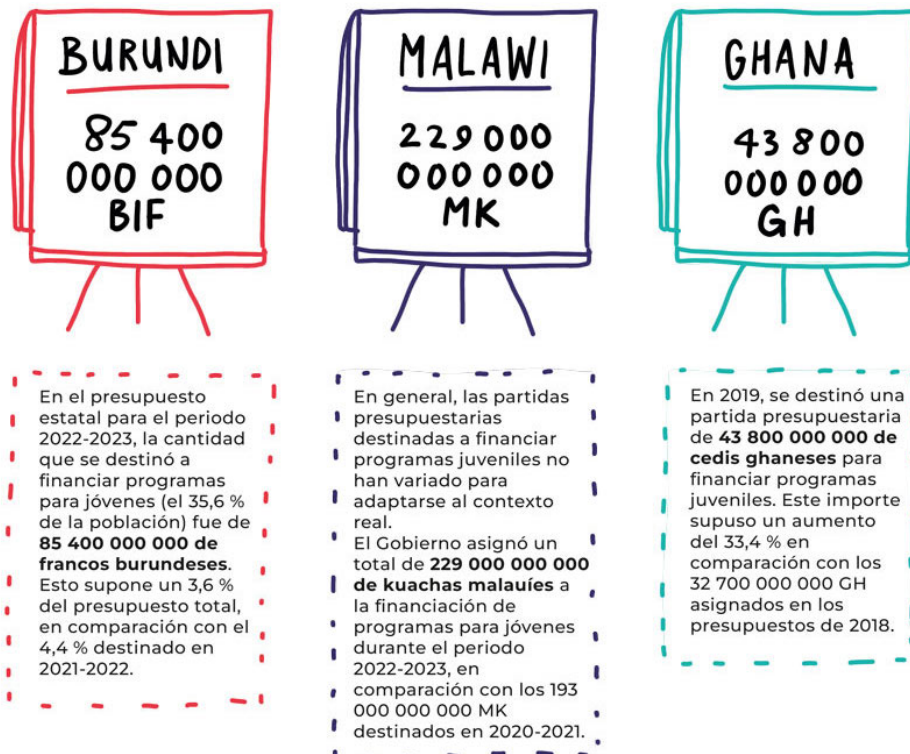 BURUNDI
85 400
000 000
BIF
En el presupuesto
estatal para el periodo
2022-2023, la cantidad
que se destinó a
financiar programas
para jóvenes (el 35,6 %
de la población) fue de
85 400 000 000 de
francos burundeses.
Esto supone un 3,6 %
del presupuesto total,
en comparación con el
4,4 % destinado en
2021-2022.
MALAWI
229 000
000 000
MK
En general, las partidas
presupuestarias
destinadas a financiar
programas juveniles no
han variado para
adaptarse al contexto
real.
El Gobierno asignó un
total de 229 000 000 000
de kuachas malauíes a
la financiación de
programas para jóvenes
durante el periodo
2022-2023, en
comparación con los 193
000 000 000 MK
destinados en 2020-2021.
GHANA
43 800
000 000
GH
En 2019, se destinó una
partida presupuestaria
de 43 800 000 000 de
cedis ghaneses para
financiar programas
juveniles. Este importe
supuso un aumento
del 33,4 % en
comparación con los
32 700 000 000 GH
asignados en los
presupuestos de 2018.